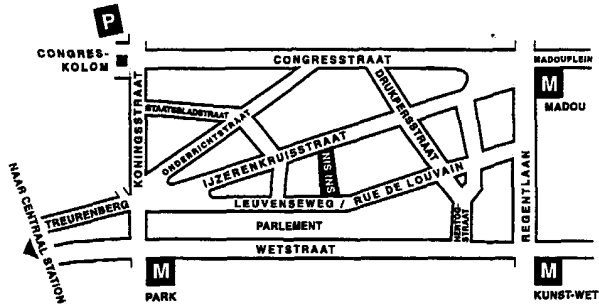 P
CONGRES-
KOLOM
CONGRESSTRAAT
MADOUPLEIN
M
MADOU
KONINGSSTRAAT
STAATSBLADSTRAAT
ONDERRICHTSTRAAT
DRUKPERSSTRAAT
IJZERENKRUISSTRAAT
NIS INS
REGENTLAAN
NAAR CENTRAAL STATION
TREURENBERG
LEUVENSEWEG / RUE DE LOUVAIN
HERTOG-
STRAAT
PARLEMENT
WETSTRAAT
M
PARK
M
KUNST-WET